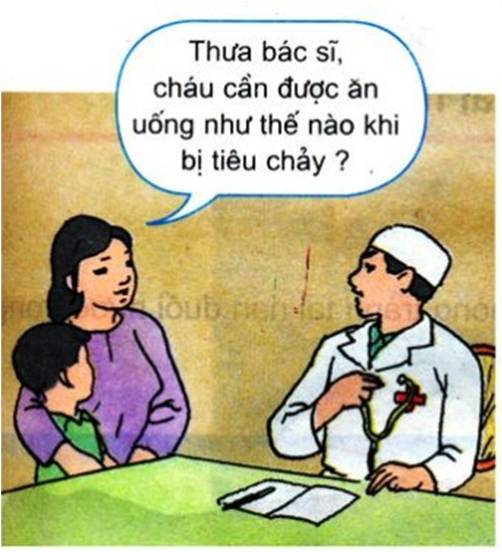 Thưa bác sĩ,
cháu cần được ăn
uống như thế nào khi
bị tiêu chảy ?